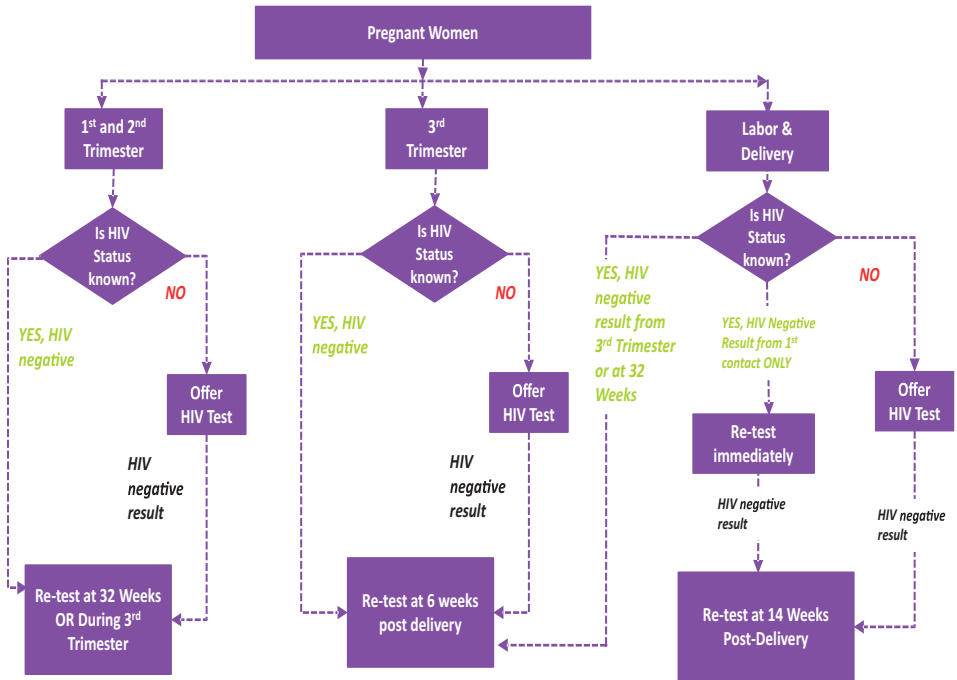 Pregnant Women
1st and 2nd
Trimester
3rd
Trimester
Labor &
Delivery
Is HIV
Status
known?
NO
YES, HIV
negative
Offer
HIV Test
HIV
negative
result
Re-test at 32 Weeks
OR During 3rd
Trimester
Is HIV
Status
known?
NO
YES, HIV
negative
Offer
HIV Test
HIV
negative
result
Re-test at 6 weeks
post delivery
Is HIV
Status
known?
YES, HIV
negative
result from
3rd Trimester
or at 32
Weeks
YES, HIV Negative
Result from 1st
contact ONLY
NO
Re-test
immediately
Offer
HIV Test
HIV negative
result
HIV negative
result
Re-test at 14 Weeks
Post-Delivery